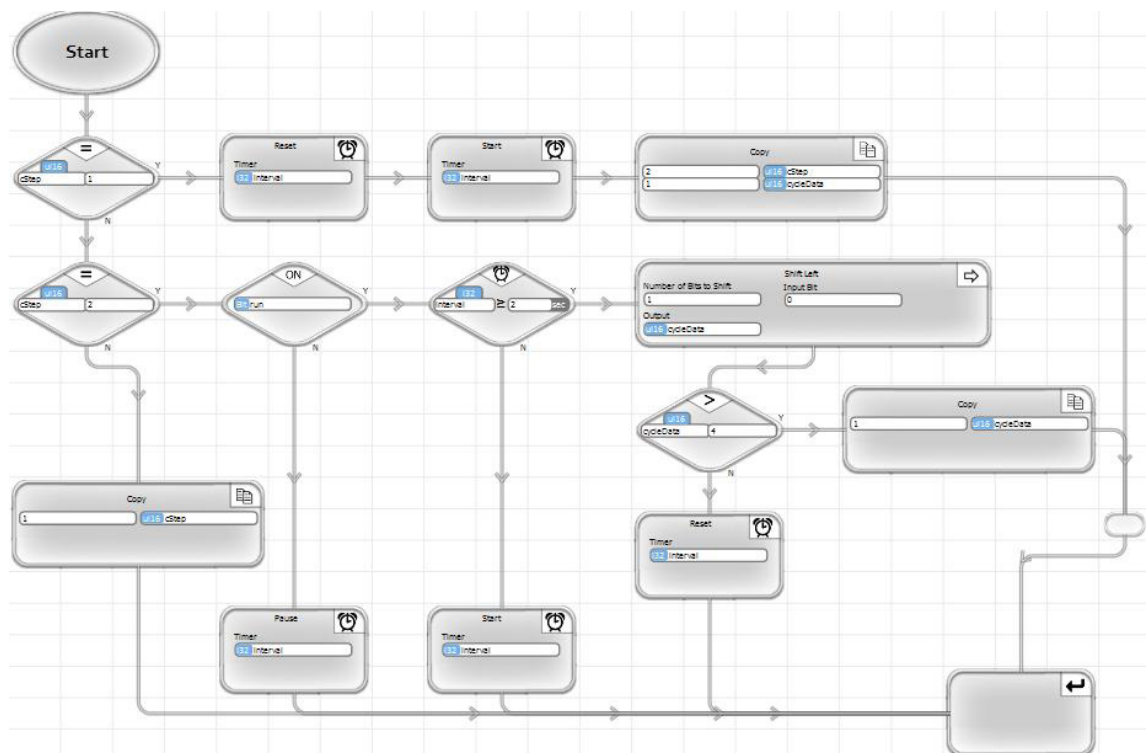 Start
=
ui16
cStep 1
Y
N
Reset
Timer
i32 Interval
Start
Timer
i32 Interval
Copy
2 ui16 cStep
1 ui16 cycleData
=
ui16
cStep 2
Y
N
ON
Bit run
Y
N
i32
Interval ≥ 2 sec
Y
N
Shift Left
Number of Bits to Shift Input Bit
1 0
Output
ui16 cycleData
>
ui16
cycleData 4
Y
N
Copy
1 ui16 cycleData
Copy
1 ui16 cStep
Reset
Timer
i32 Interval
Pause
Timer
i32 Interval
Start
Timer
i32 Interval